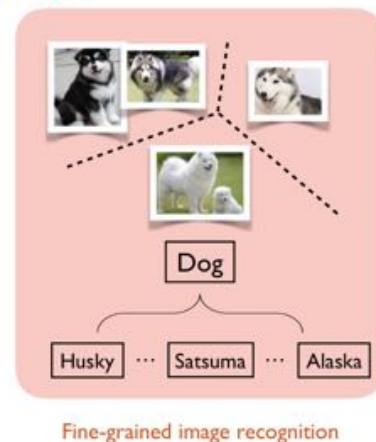 Dog
Husky ... Satsuma ... Alaska
Fine-grained image recognition